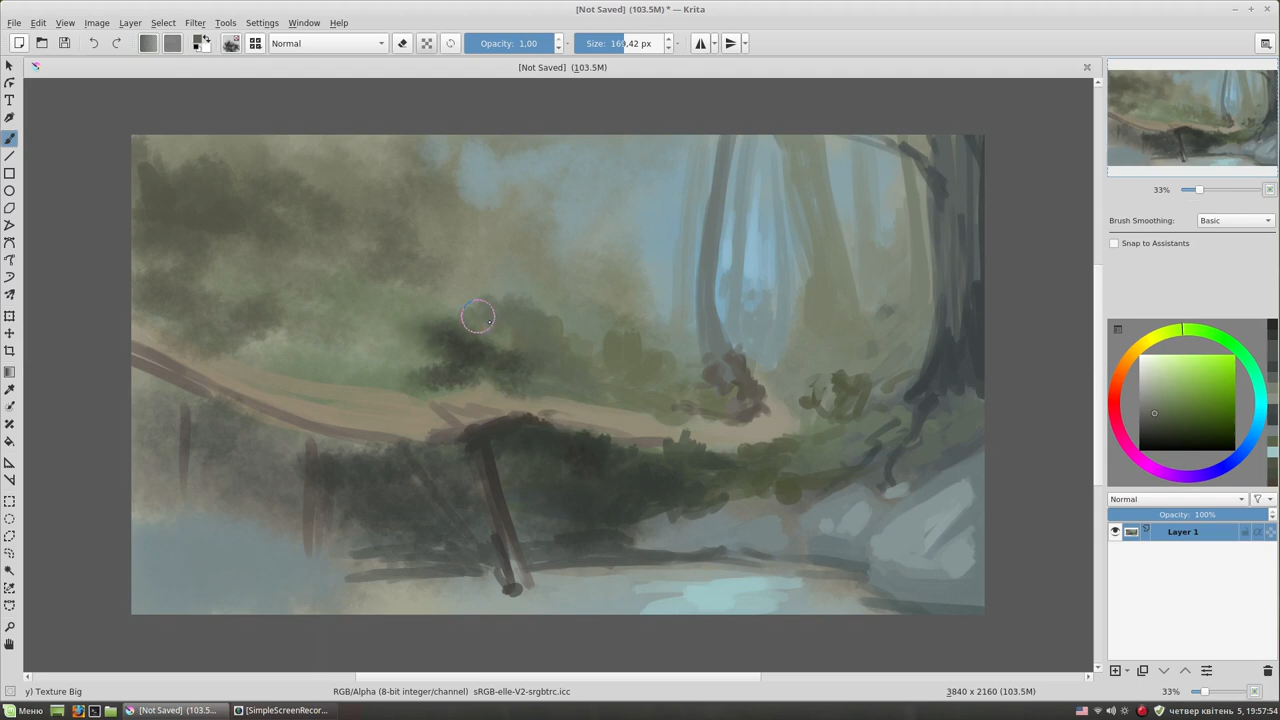 [Not Saved] (103.5M) * — Krita
File Edit View Image Layer Select Filter Tools Settings Window Help
Normal Opacity: 1,00 Size: 169,42 px
[Not Saved] (103.5M)
33%
Brush Smoothing: Basic
Snap to Assistants
Normal
Opacity: 100%
Layer 1
y) Texture Big RGB/Alpha (8-bit integer/channel) sRGB-elle-V2-srgbtrc.icc 3840 x 2160 (103.5M) 33%
Меню [Not Saved] (103.5... [SimpleScreenRecor... четвер квітень 5, 19:57:54